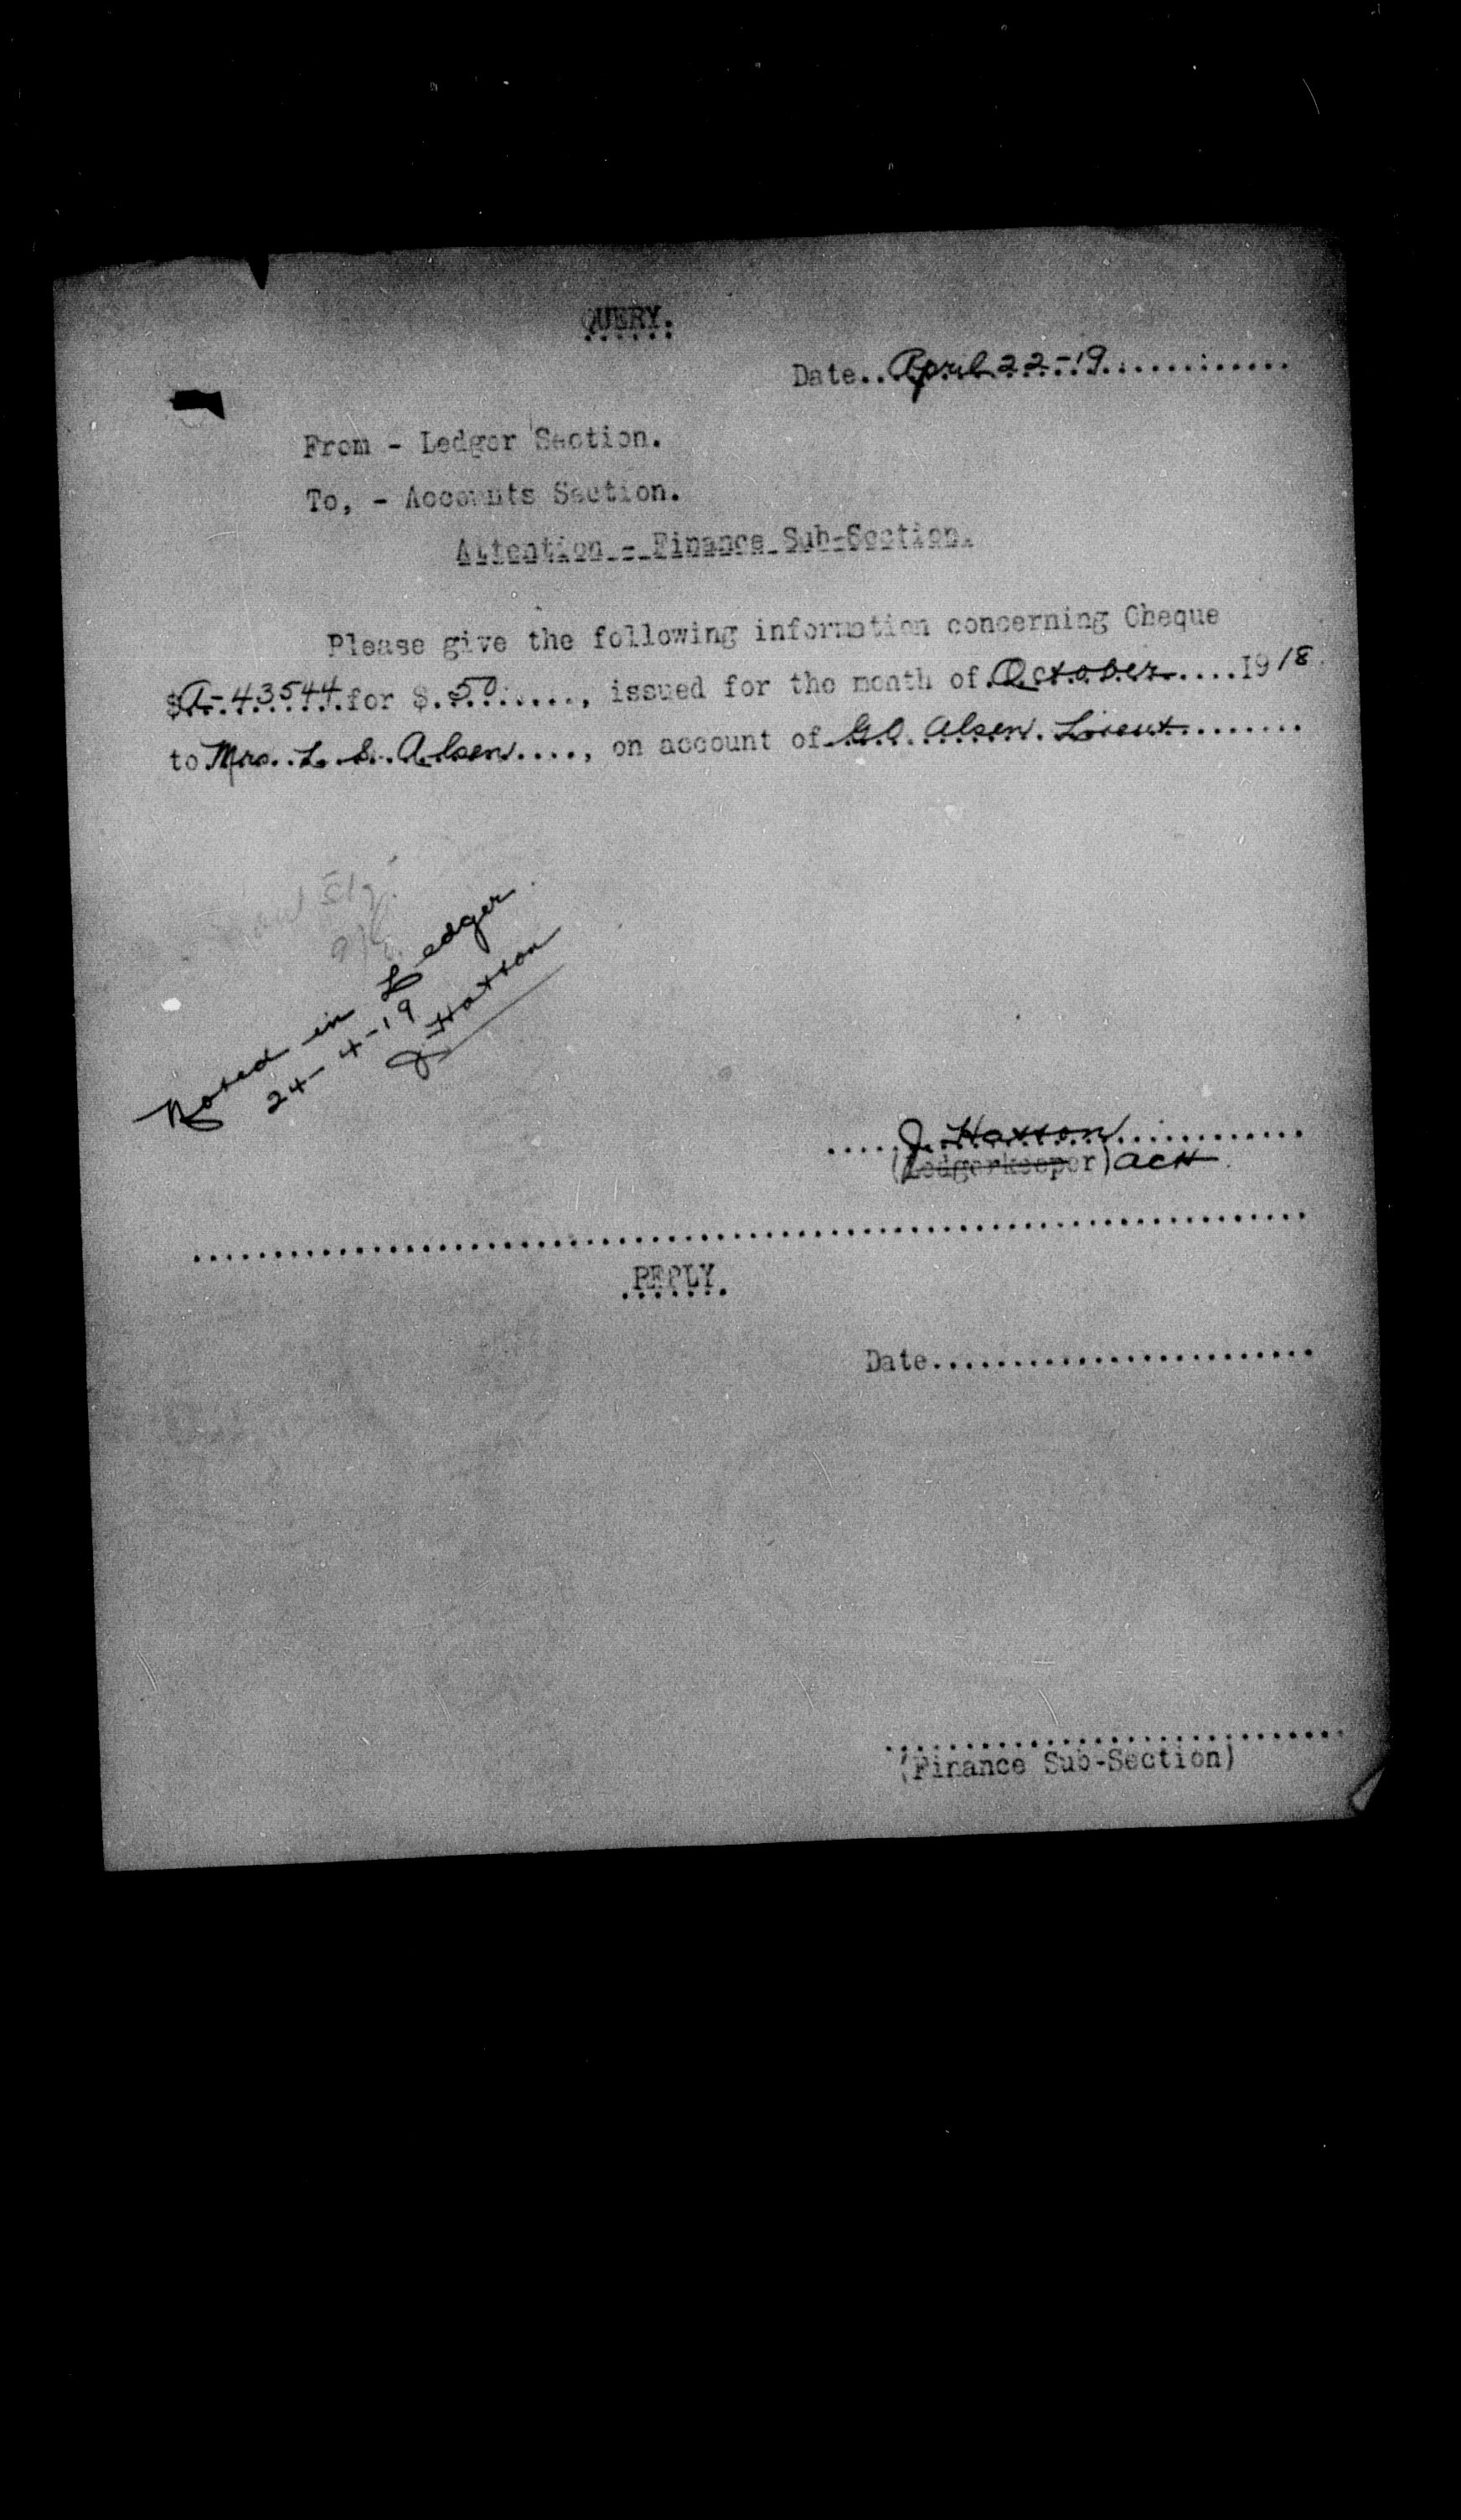 QUERY.
Date.. April 22-19
From - Ledger Section.
To, - Accounts Section.
Attention - Finance Sub-Section.
Please give the following information concerning Cheque
$ A-43544 for $. 50 ......, issued for the month of October ....1918
to Mrs. L. S. Alsen ...., on account of G.O. Alsen. Lieut ........
Noted in Ledger.
24-4-19
J. Hatton
..... J. Hatton .............
(Ledgerkeeper)
REPLY.
Date........................
(Finance Sub-Section)